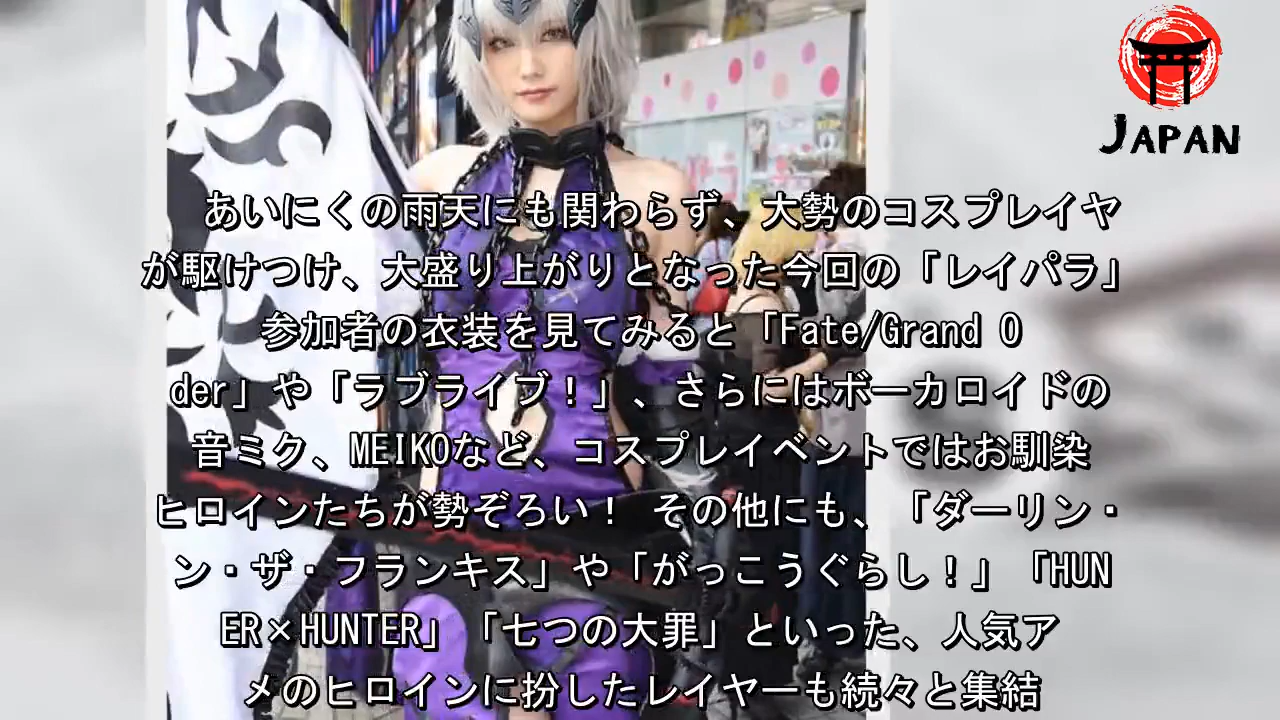 JAPAN
あいにくの雨天にも関わらず、大勢のコスプレイヤ
が駆けつけ、大盛り上がりとなった今回の「レイパラ」
参加者の衣装を見てみると「Fate/Grand O
der」や「ラブライブ！」、さらにはボーカロイドの
音ミク、MEIKOなど、コスプレイベントではお馴染
ヒロインたちが勢ぞろい！ その他にも、「ダーリン・
ン・ザ・フランキス」や「がっこうぐらし！」「HUN
ER×HUNTER」「七つの大罪」といった、人気ア
メのヒロインに扮したレイヤーも続々と集結